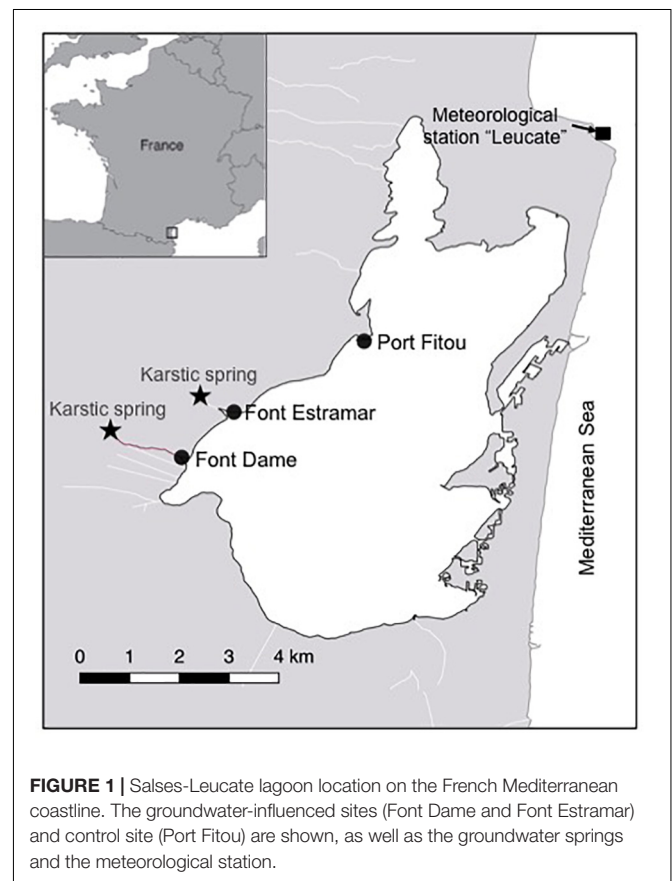 Meteorological
station “Leucate”
France
Port Fitou
Karstic spring
Font Estramar
Karstic spring
Font Dame
Mediterranean Sea
0 1 2 3 4 km
FIGURE 1 | Salses-Leucate lagoon location on the French Mediterranean
coastline. The groundwater-influenced sites (Font Dame and Font Estramar)
and control site (Port Fitou) are shown, as well as the groundwater springs
and the meteorological station.